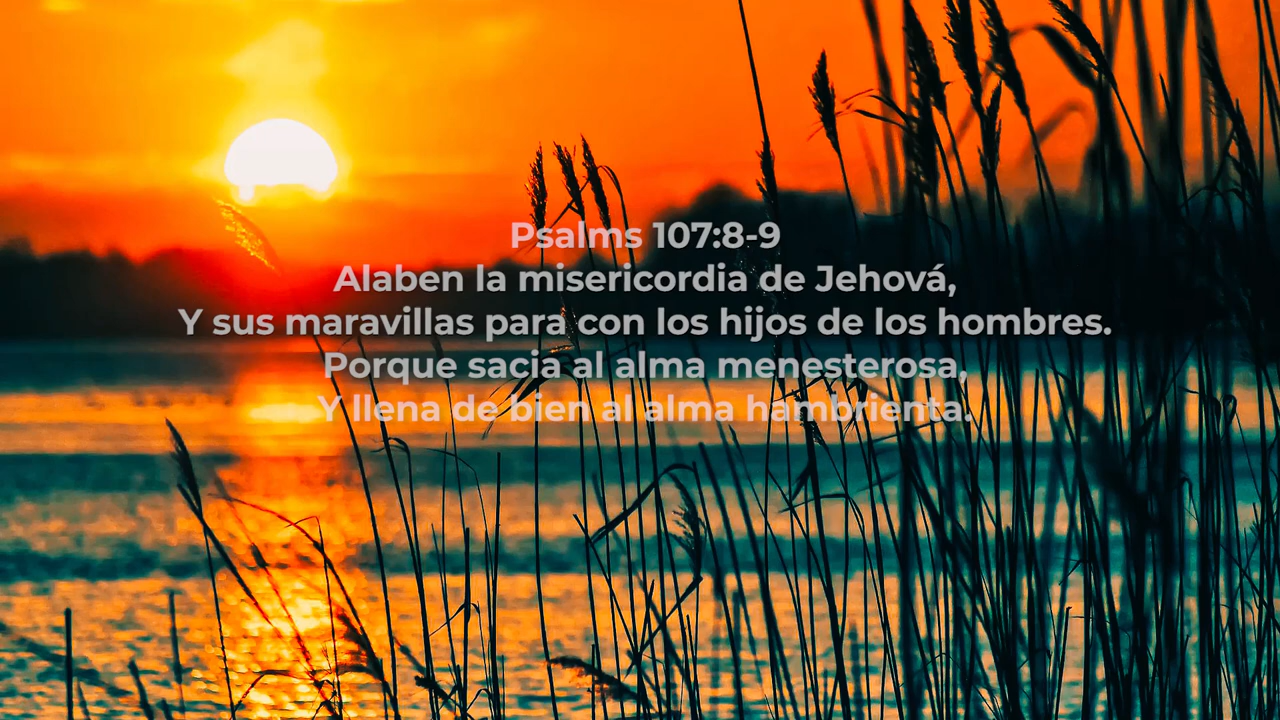 Psalms 107:8-9
Alaben la misericordia de Jehová,
Y sus maravillas para con los hijos de los hombres.
Porque sacia al alma menesterosa,
Y llena de bien al alma hambrienta.